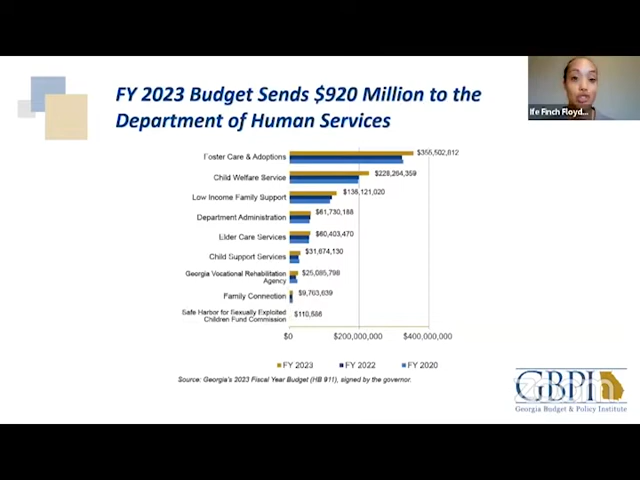 FY 2023 Budget Sends $920 Million to the
Department of Human Services
Ife Finch Floyd...
Foster Care & Adoptions $355,502,812
Child Welfare Service $228,264,359
Low Income Family Support $136,121,020
Department Administration $61,730,188
Elder Care Services $60,403,470
Child Support Services $31,674,130
Georgia Vocational Rehabilitation
Agency $25,085,798
Family Connection $9,763,639
Safe Harbor for Sexually Exploited
Children Fund Commission $110,586
$0 $200,000,000 $400,000,000
FY 2023 FY 2022 FY 2020
Source: Georgia's 2023 Fiscal Year Budget (HB 911), signed by the governor.
GBPI
zoom
Georgia Budget & Policy Institute